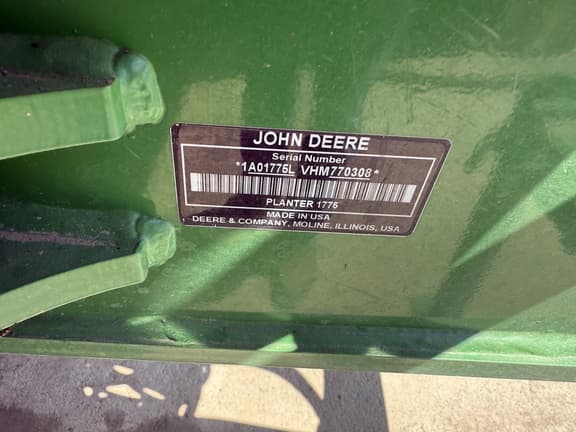 JOHN DEERE
Serial Number
*1A01775L VHM770308*
PLANTER 1775
MADE IN USA
DEERE & COMPANY, MOLINE, ILLINOIS, USA